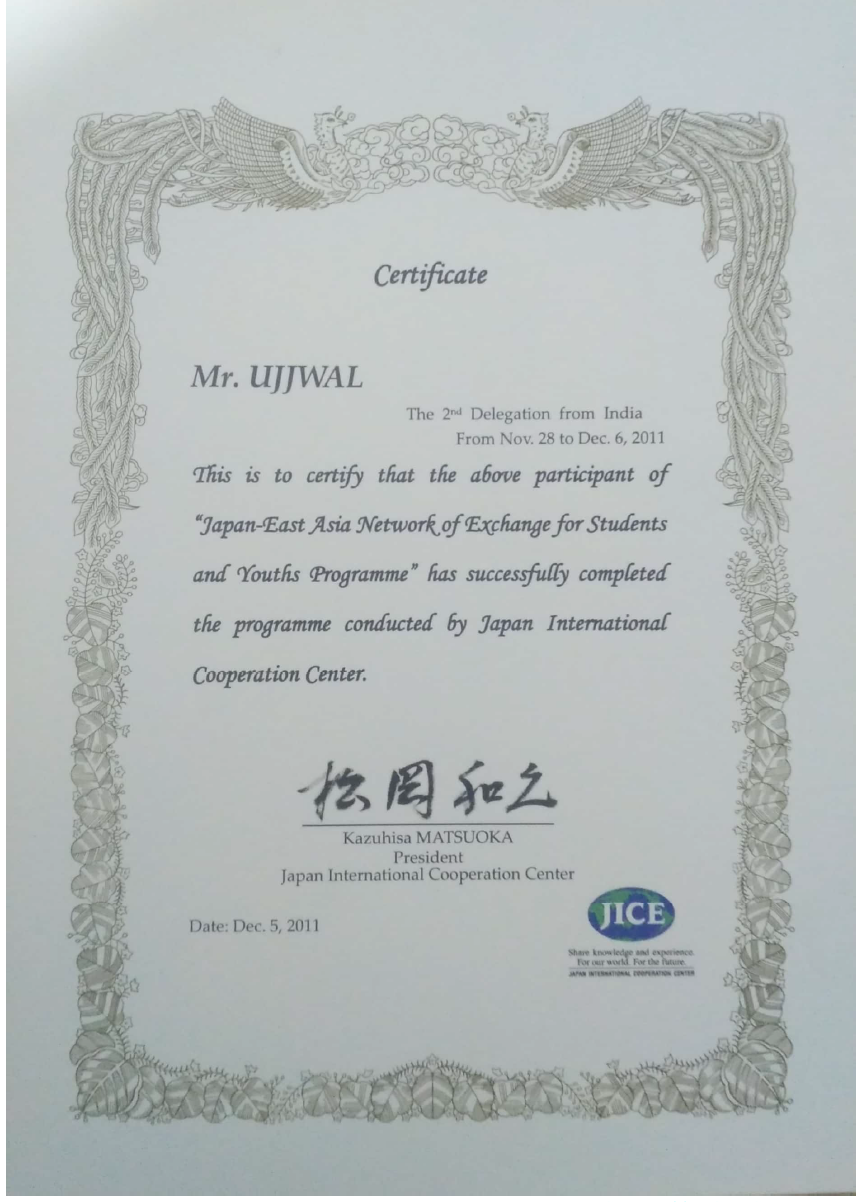 Certificate
Mr. UJJWAL
The 2nd Delegation from India
From Nov. 28 to Dec. 6, 2011
This is to certify that the above participant of
“Japan-East Asia Network of Exchange for Students
and Youths Programme” has successfully completed
the programme conducted by Japan International
Cooperation Center.
松岡和久
Kazuhisa MATSUOKA
President
Japan International Cooperation Center
Date: Dec. 5, 2011
JICE
Share knowledge and experience.
For our world. For the future.
JAPAN INTERNATIONAL COOPERATION CENTER